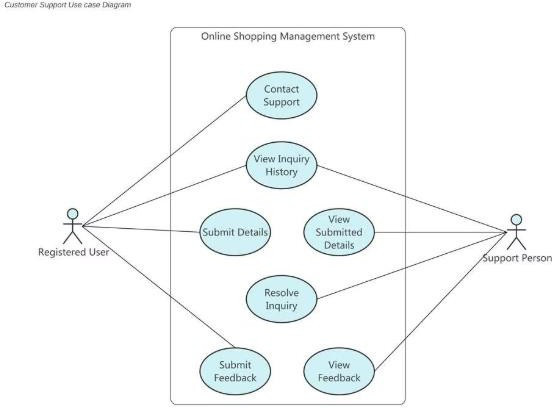 Customer Support Use case Diagram
Online Shopping Management System
Contact
Support
View Inquiry
History
Submit Details
View
Submitted
Details
Registered User
Support Person
Resolve
Inquiry
Submit
Feedback
View
Feedback